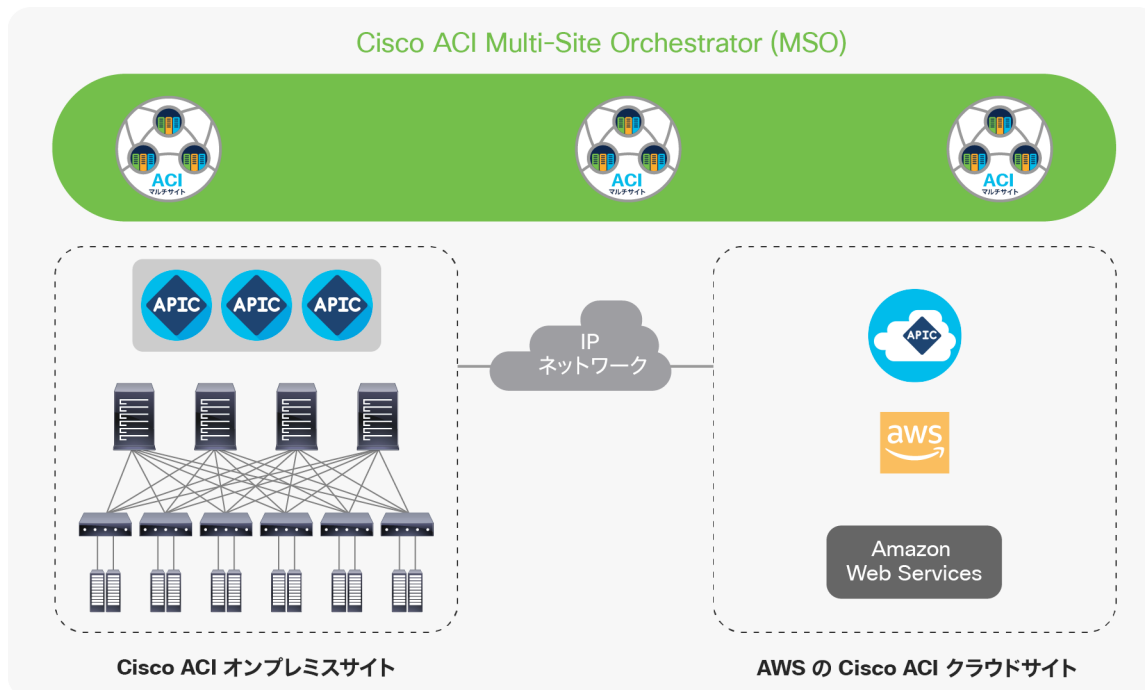 Cisco ACI Multi-Site Orchestrator (MSO)
ACI
マルチサイト
ACI
マルチサイト
ACI
マルチサイト
APIC
APIC
APIC
IP
ネットワーク
APIC
aws
Amazon
Web Services
Cisco ACI オンプレミスサイト
AWS の Cisco ACI クラウドサイト